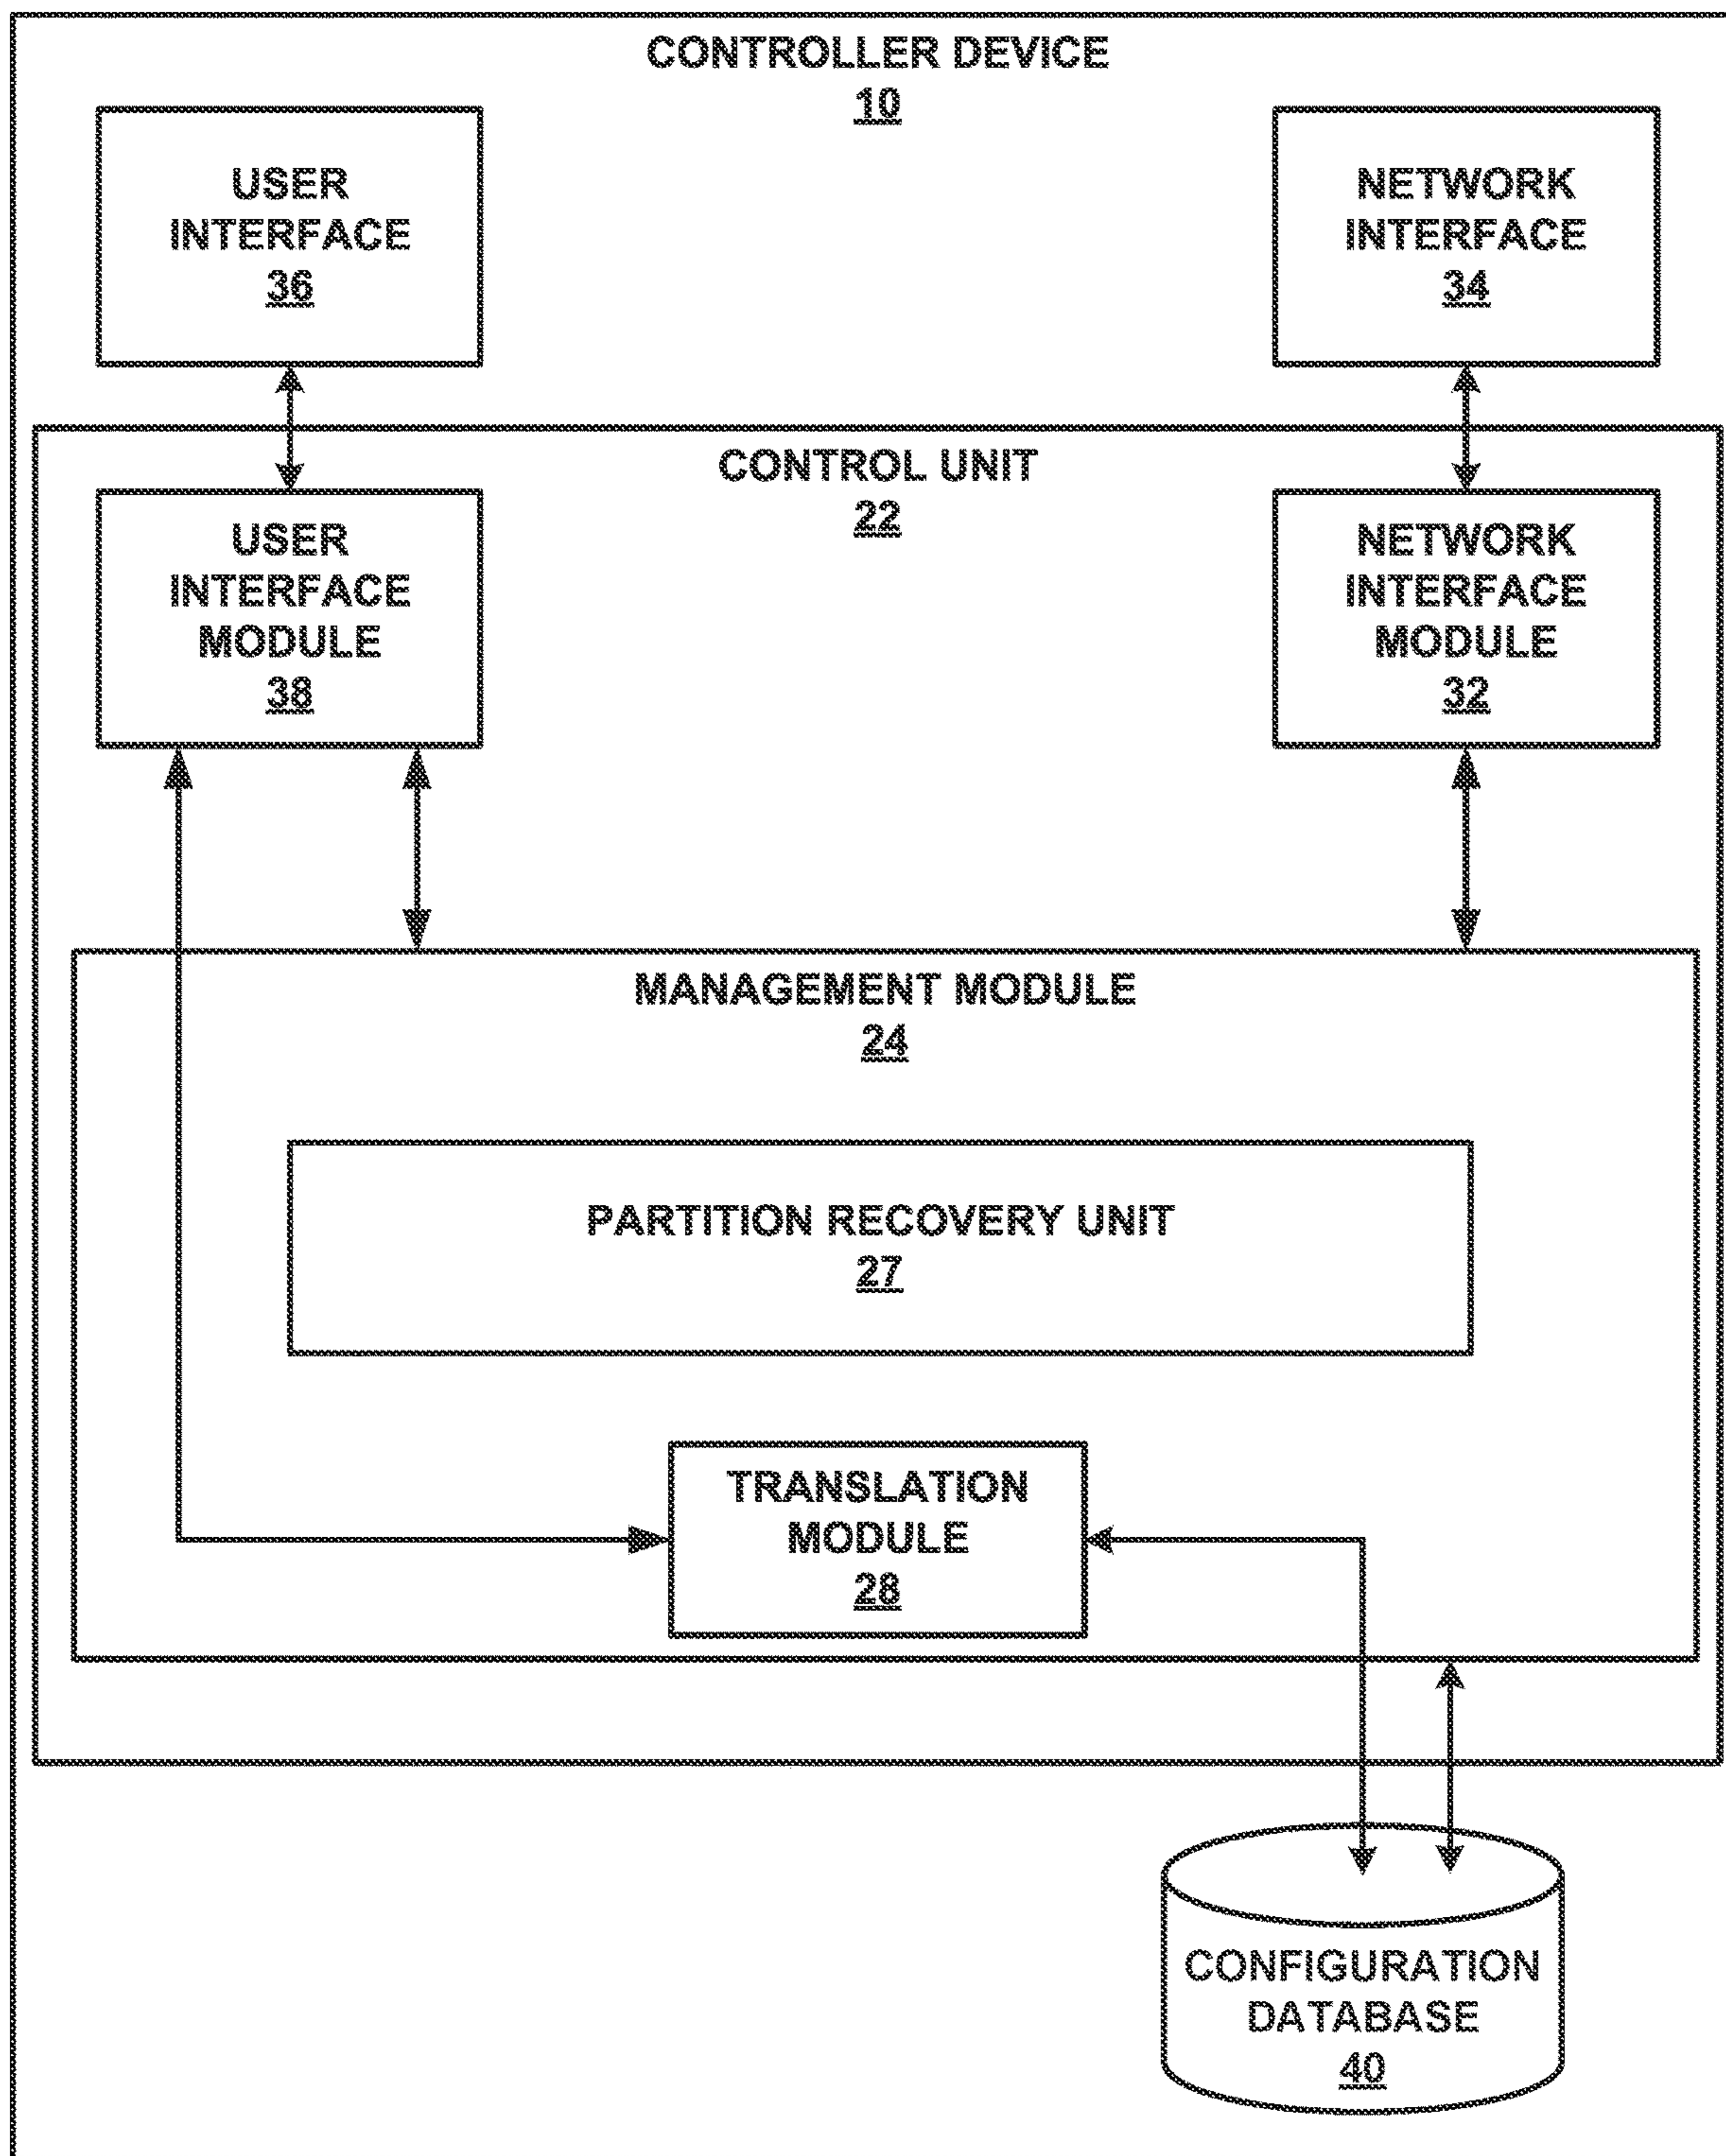 CONTROLLER DEVICE
10
USER
INTERFACE
36
NETWORK
INTERFACE
34
CONTROL UNIT
22
USER
INTERFACE
MODULE
38
NETWORK
INTERFACE
MODULE
32
MANAGEMENT MODULE
24
PARTITION RECOVERY UNIT
27
TRANSLATION
MODULE
28
CONFIGURATION
DATABASE
40